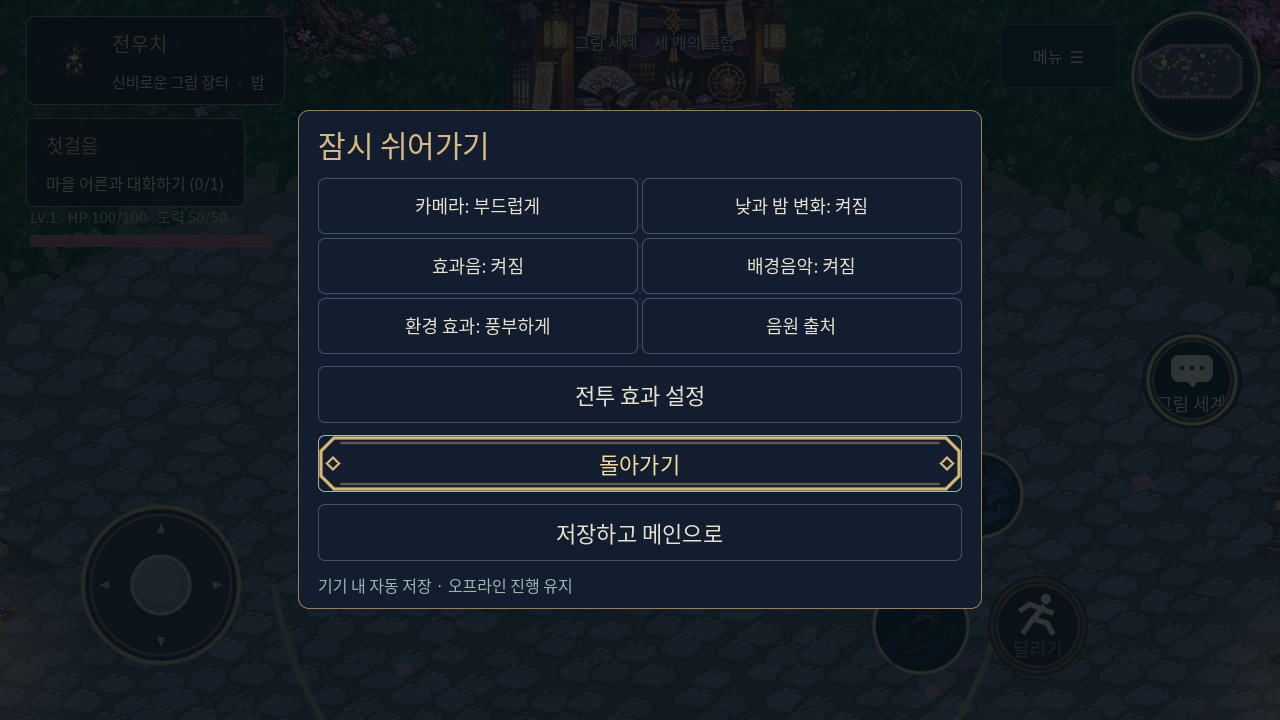 전우치
신비로운 그림 장터 · 밤
그림 세계 · 세 개의 모험
메뉴 ☰
첫걸음
마을 어른과 대화하기 (0/1)
Lv.1 HP 100/100 도력 50/50
잠시 쉬어가기
카메라: 부드럽게
낮과 밤 변화: 켜짐
효과음: 켜짐
배경음악: 켜짐
환경 효과: 풍부하게
음원 출처
전투 효과 설정
돌아가기
저장하고 메인으로
기기 내 자동 저장 · 오프라인 진행 유지
그림 세계
달리기